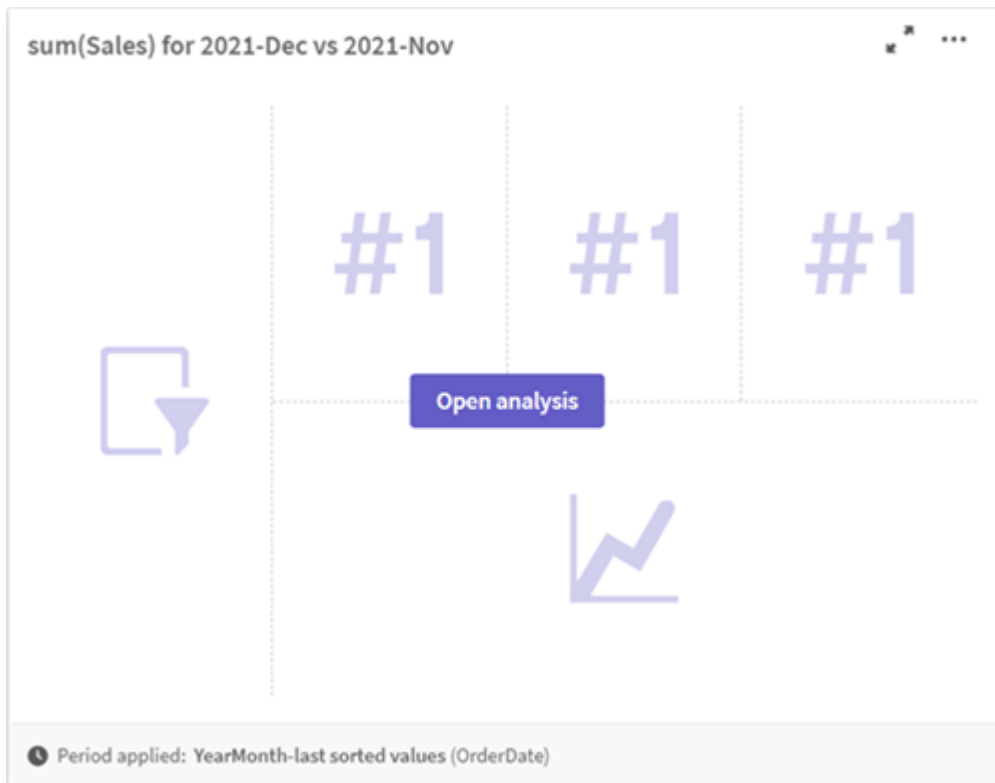 sum(Sales) for 2021-Dec vs 2021-Nov
#1 #1 #1
Open analysis
Period applied: YearMonth-last sorted values (OrderDate)